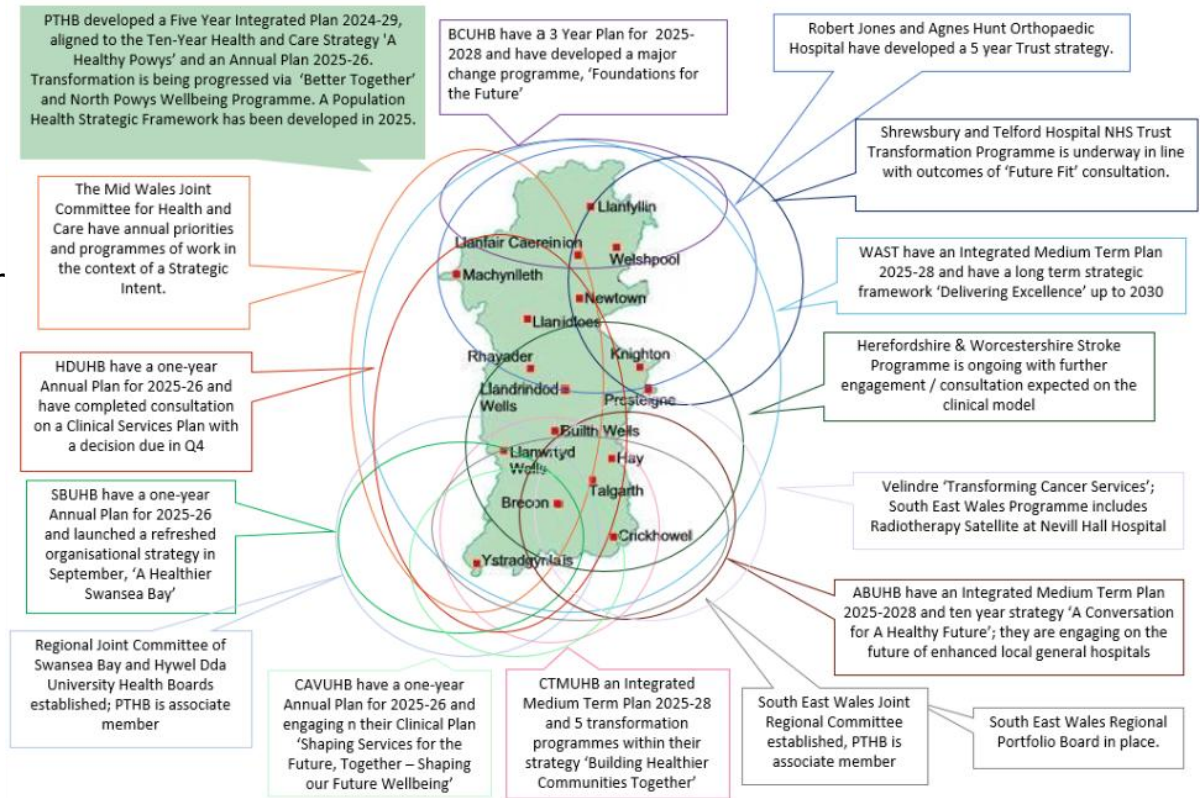 PTHB developed a Five Year Integrated Plan 2024-29,
aligned to the Ten-Year Health and Care Strategy 'A
Healthy Powys' and an Annual Plan 2025-26.
Transformation is being progressed via 'Better Together'
and North Powys Wellbeing Programme. A Population
Health Strategic Framework has been developed in 2025.
BCUHB have a 3 Year Plan for 2025-
2028 and have developed a major
change programme, 'Foundations for
the Future'
Robert Jones and Agnes Hunt Orthopaedic
Hospital have developed a 5 year Trust strategy.
Shrewsbury and Telford Hospital NHS Trust
Transformation Programme is underway in line
with outcomes of 'Future Fit' consultation.
The Mid Wales Joint
Committee for Health and
Care have annual priorities
and programmes of work in
the context of a Strategic
Intent.
WAST have an Integrated Medium Term Plan
2025-28 and have a long term strategic
framework 'Delivering Excellence' up to 2030
HDUHB have a one-year
Annual Plan for 2025-26 and
have completed consultation
on a Clinical Services Plan with
a decision due in Q4
Herefordshire & Worcestershire Stroke
Programme is ongoing with further
engagement / consultation expected on the
clinical model
SBUHB have a one-year
Annual Plan for 2025-26
and launched a refreshed
organisational strategy in
September, 'A Healthier
Swansea Bay'
Velindre 'Transforming Cancer Services';
South East Wales Programme includes
Radiotherapy Satellite at Nevill Hall Hospital
ABUHB have an Integrated Medium Term Plan
2025-2028 and ten year strategy 'A Conversation
for A Healthy Future'; they are engaging on the
future of enhanced local general hospitals
Regional Joint Committee of
Swansea Bay and Hywel Dda
University Health Boards
established; PTHB is associate
member
CAVUHB have a one-year
Annual Plan for 2025-26 and
engaging n their Clinical Plan
'Shaping Services for the
Future, Together – Shaping
our Future Wellbeing'
CTMUHB an Integrated
Medium Term Plan 2025-28
and 5 transformation
programmes within their
strategy 'Building Healthier
Communities Together'
South East Wales Joint
Regional Committee
established, PTHB is
associate member
South East Wales Regional
Portfolio Board in place.
Llanfyllin
Llanfair Caereinion
Welshpool
Machynlleth
Newtown
Llanidloes
Rhayader
Knighton
Llandrindod
Wells
Presteigne
Builth Wells
Llanwrtyd
Wells
Hay
Talgarth
Brecon
Crickhowel
Ystradgynlais